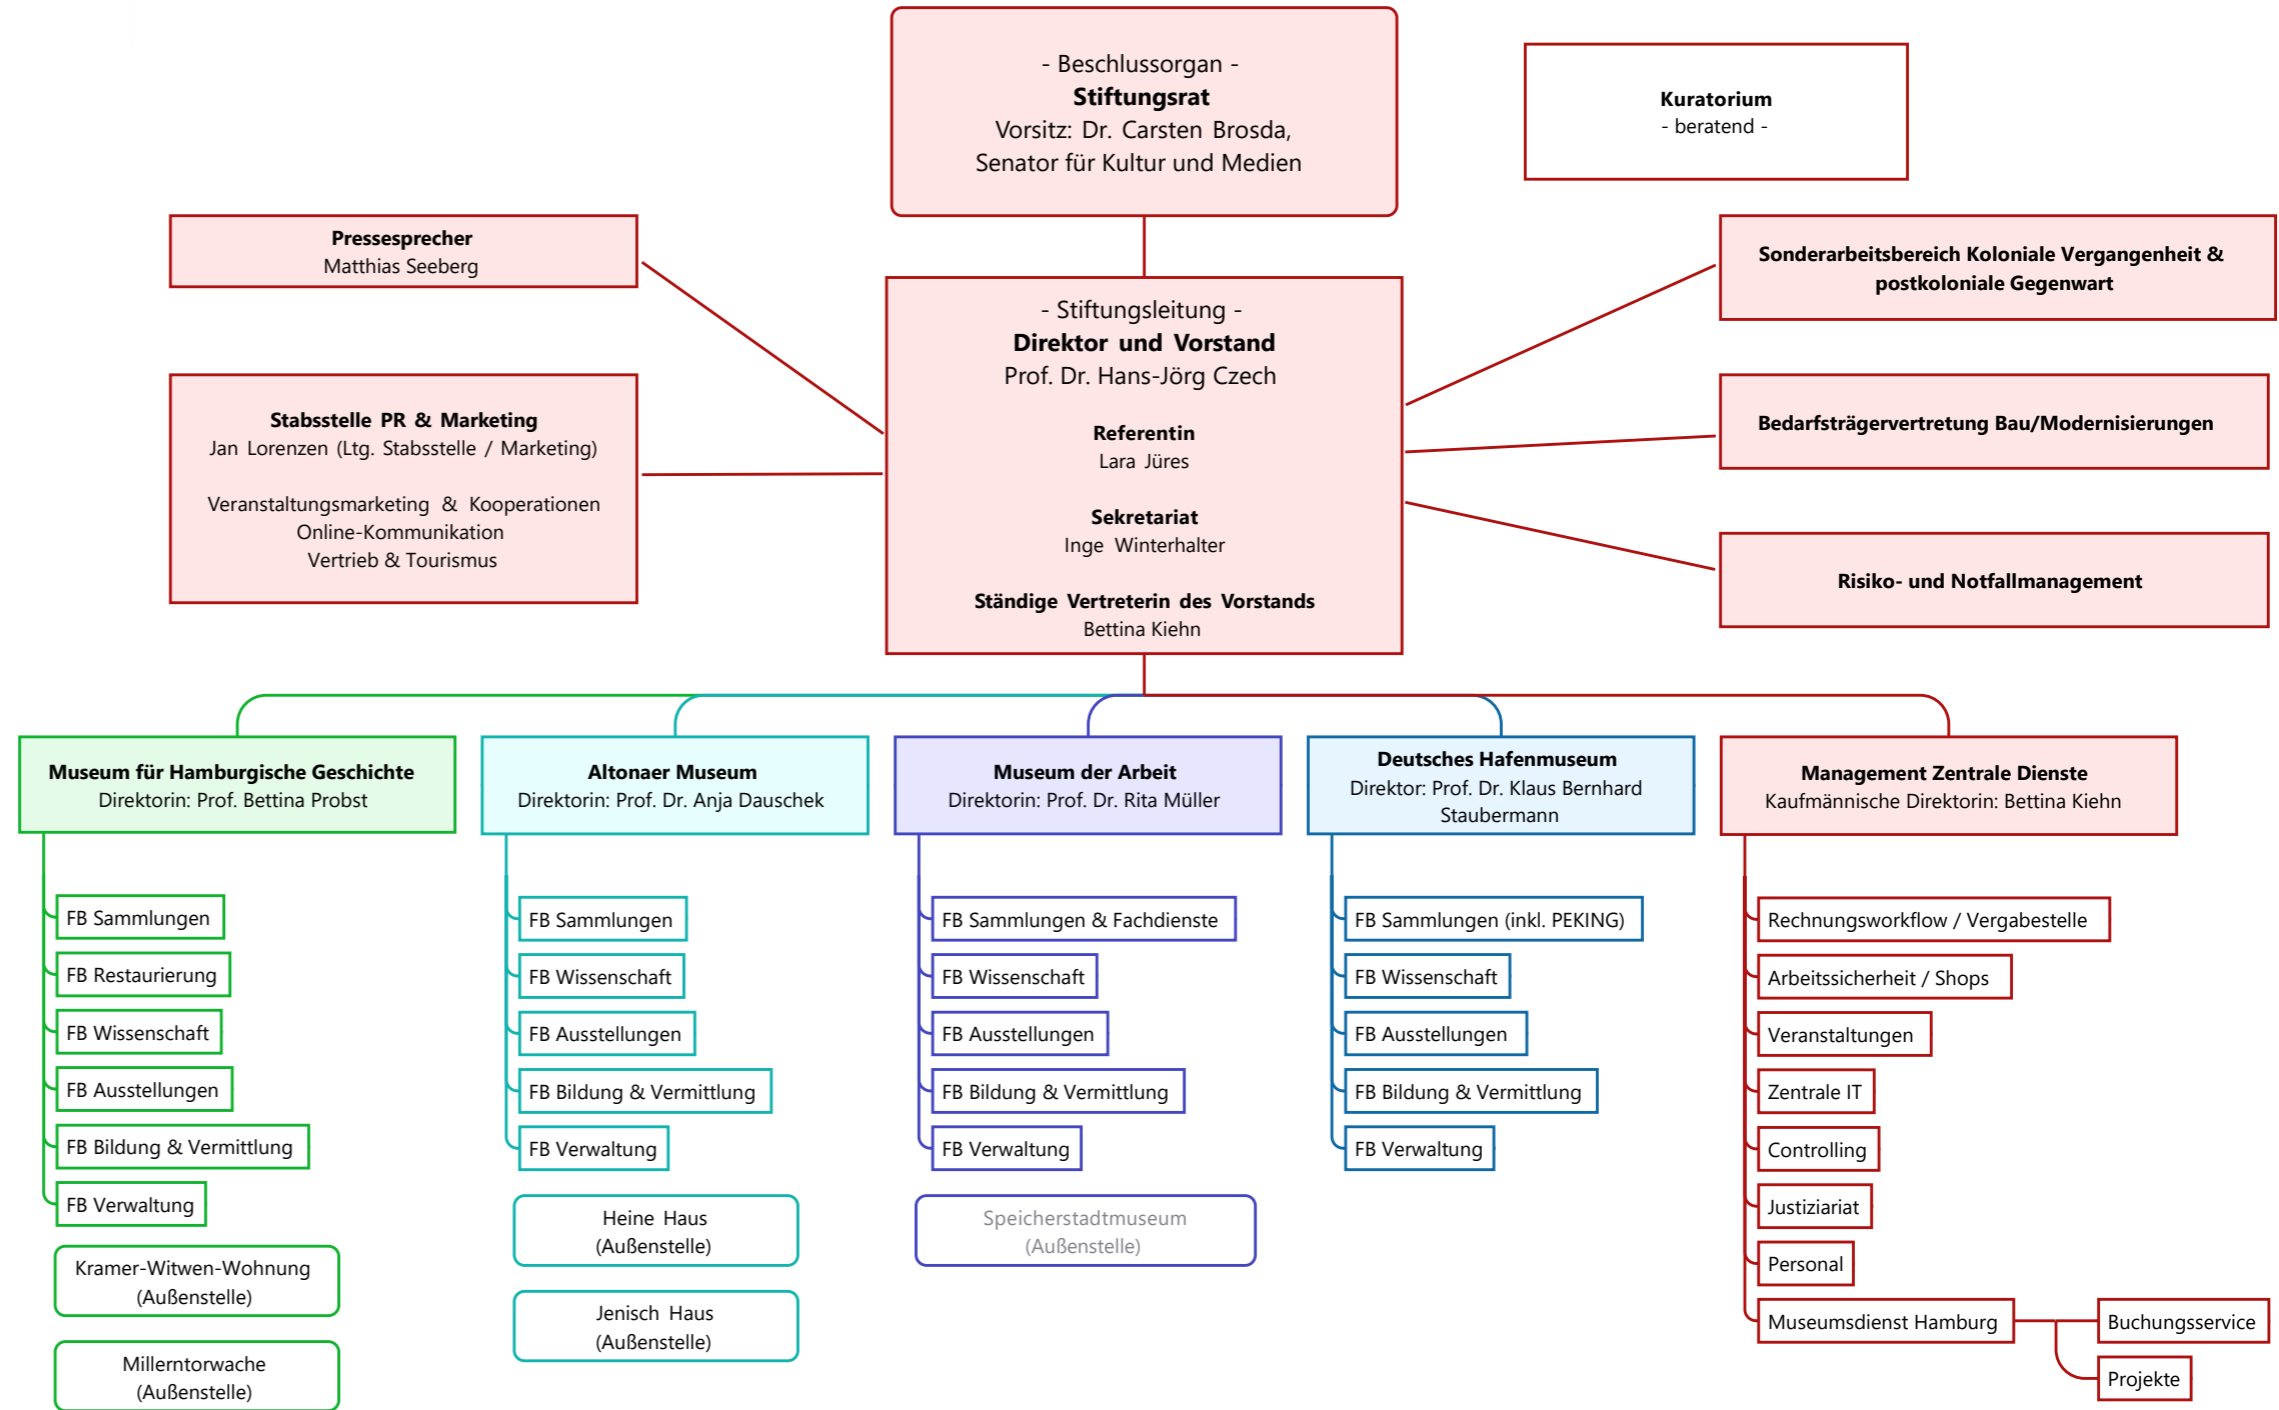 - Beschlussorgan -
Stiftungsrat
Vorsitz: Dr. Carsten Brosda,
Senator für Kultur und Medien
Kuratorium
- beratend -
Pressesprecher
Matthias Seeberg
Stabsstelle PR & Marketing
Jan Lorenzen (Ltg. Stabsstelle / Marketing)
Veranstaltungsmarketing & Kooperationen
Online-Kommunikation
Vertrieb & Tourismus
- Stiftungsleitung -
Direktor und Vorstand
Prof. Dr. Hans-Jörg Czech
Referentin
Lara Jüres
Sekretariat
Inge Winterhalter
Ständige Vertreterin des Vorstands
Bettina Kiehn
Sonderarbeitsbereich Koloniale Vergangenheit &
postkoloniale Gegenwart
Bedarfsträgervertretung Bau/Modernisierungen
Risiko- und Notfallmanagement
Museum für Hamburgische Geschichte
Direktorin: Prof. Bettina Probst
FB Sammlungen
FB Restaurierung
FB Wissenschaft
FB Ausstellungen
FB Bildung & Vermittlung
FB Verwaltung
Kramer-Witwen-Wohnung
(Außenstelle)
Millerntorwache
(Außenstelle)
Altonaer Museum
Direktorin: Prof. Dr. Anja Dauschek
FB Sammlungen
FB Wissenschaft
FB Ausstellungen
FB Bildung & Vermittlung
FB Verwaltung
Heine Haus
(Außenstelle)
Jenisch Haus
(Außenstelle)
Museum der Arbeit
Direktorin: Prof. Dr. Rita Müller
FB Sammlungen & Fachdienste
FB Wissenschaft
FB Ausstellungen
FB Bildung & Vermittlung
FB Verwaltung
Speicherstadtmuseum
(Außenstelle)
Deutsches Hafenmuseum
Direktor: Prof. Dr. Klaus Bernhard
Staubermann
FB Sammlungen (inkl. PEKING)
FB Wissenschaft
FB Ausstellungen
FB Bildung & Vermittlung
FB Verwaltung
Management Zentrale Dienste
Kaufmännische Direktorin: Bettina Kiehn
Rechnungsworkflow / Vergabestelle
Arbeitssicherheit / Shops
Veranstaltungen
Zentrale IT
Controlling
Justiziariat
Personal
Museumsdienst Hamburg
Buchungsservice
Projekte